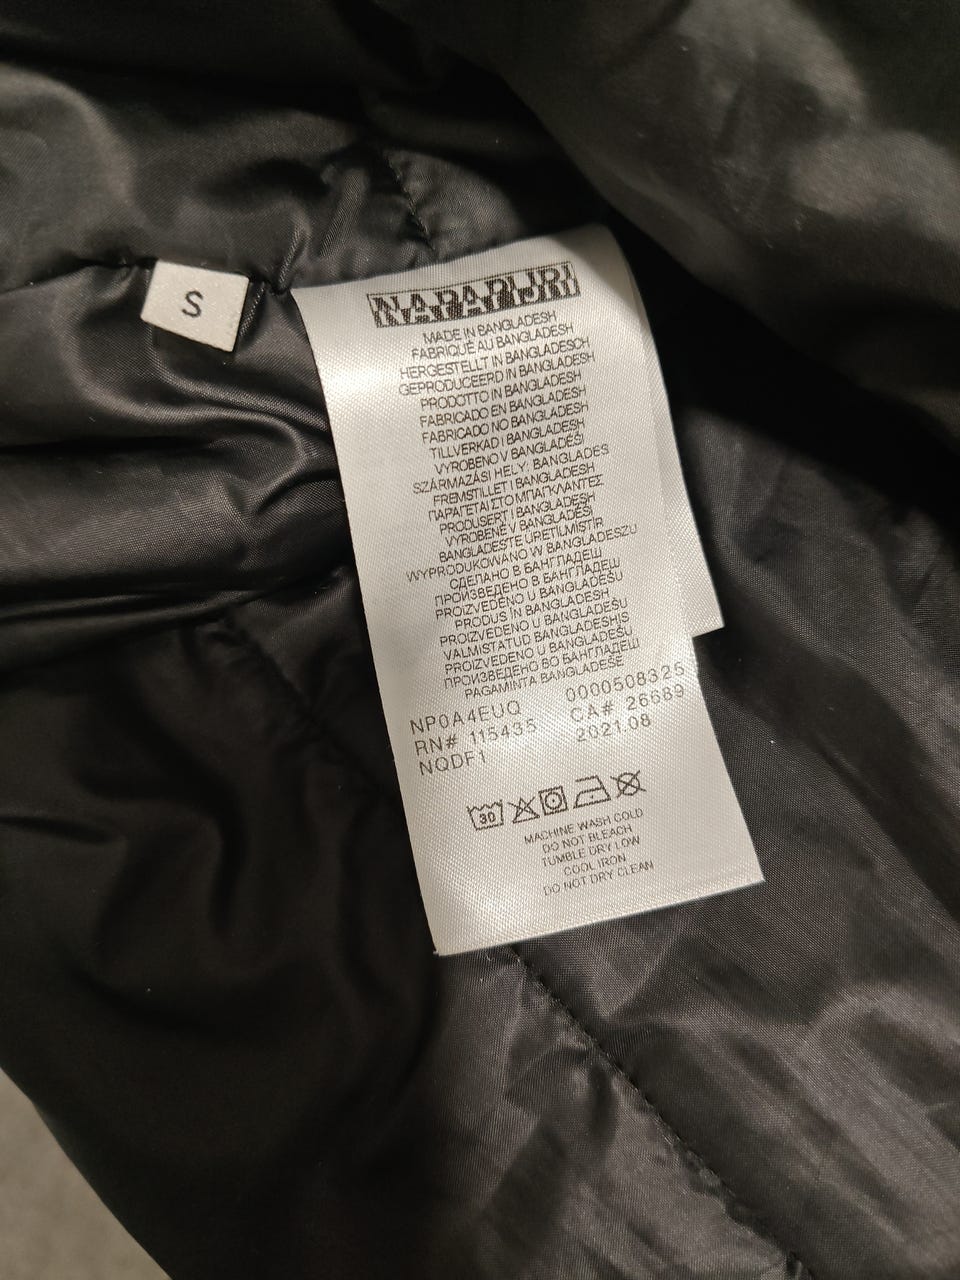 S
NAPAPIJRI
MADE IN BANGLADESH
FABRIQUÉ AU BANGLADESH
HERGESTELLT IN BANGLADESCH
GEPRODUCEERD IN BANGLADESH
PRODOTTO IN BANGLADESH
FABRICADO EN BANGLADESH
FABRICADO NO BANGLADESH
TILLVERKAD I BANGLADESH
VYROBENO V BANGLADÉŠI
SZÁRMAZÁSI HELY: BANGLADES
FREMSTILLET I BANGLADESH
ΠΑΡΑΓΕΤΑΙ ΣΤΟ ΜΠΑΓΚΛΑΝΤΕΣ
PRODUSERT I BANGLADESH
VYROBENÉ V BANGLADÉŠI
BANGLADEŞTE ÜRETİLMİŞTİR
WYPRODUKOWANO W BANGLADESZU
СДЕЛАНО В БАНГЛАДЕШ
ПРОИЗВЕДЕНО В БАНГЛАДЕШ
PROIZVEDENO U BANGLADEŠU
PRODUS IN BANGLADESH
PROIZVEDENO U BANGLADEŠU
VALMISTATUD BANGLADESHIS
PROIZVEDENO U BANGLADEŠU
ПРОИЗВЕДЕНО ВО БАНГЛАДЕШ
PAGAMINTA BANGLADEŠE
NP0A4EUQ 0000508325
RN# 115435 CA# 26689
NQDF1 2021.08
30
MACHINE WASH COLD
DO NOT BLEACH
TUMBLE DRY LOW
COOL IRON
DO NOT DRY CLEAN